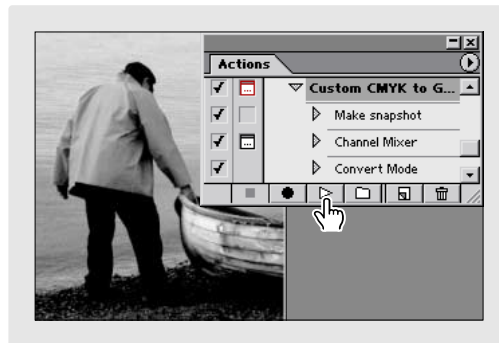 Actions
Custom CMYK to G...
Make snapshot
Channel Mixer
Convert Mode